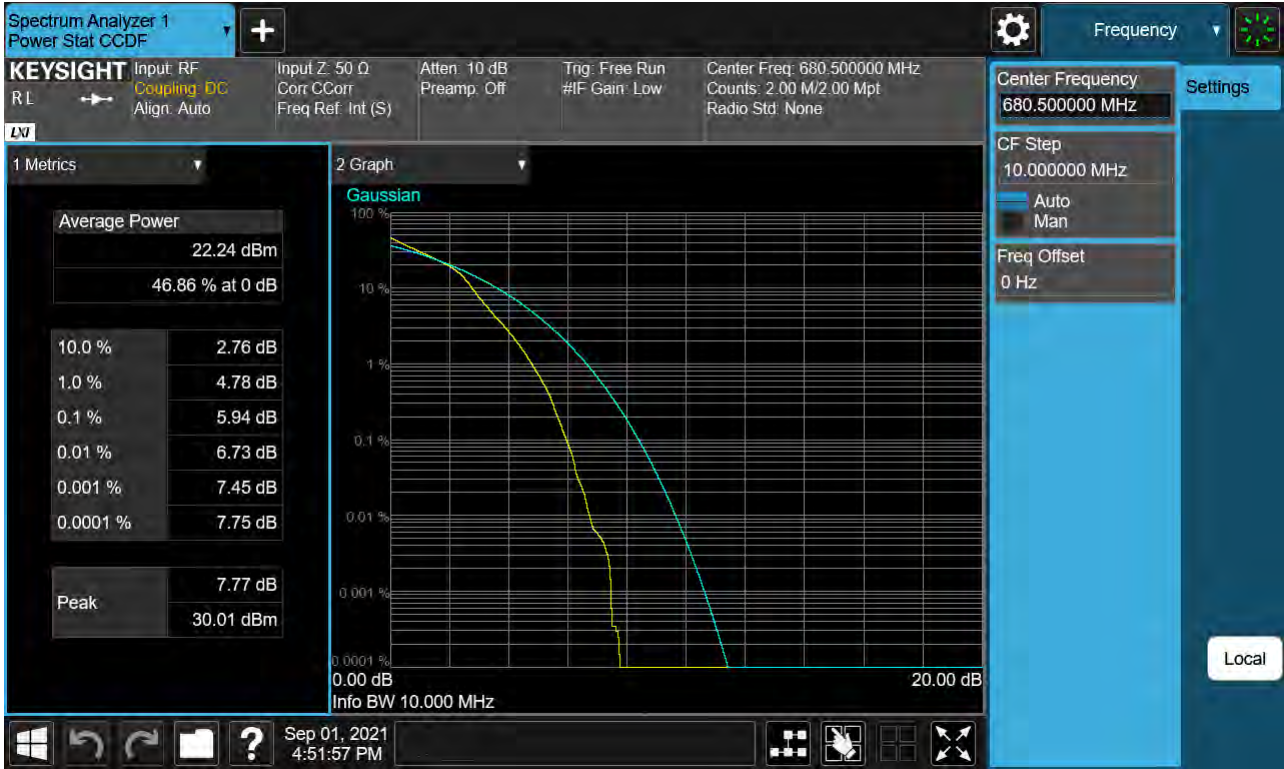 Spectrum Analyzer 1
Power Stat CCDF
Frequency
KEYSIGHT
R L
LXI
Input: RF
Coupling: DC
Align: Auto
Input Z: 50 Ω
Corr CCorr
Freq Ref: Int (S)
Atten: 10 dB
Preamp: Off
Trig: Free Run
#IF Gain: Low
Center Freq: 680.500000 MHz
Counts: 2.00 M/2.00 Mpt
Radio Std: None
Center Frequency
680.500000 MHz
Settings
CF Step
10.000000 MHz
Auto
Man
Freq Offset
0 Hz
1 Metrics
Average Power
22.24 dBm
46.86 % at 0 dB
10.0 % 2.76 dB
1.0 % 4.78 dB
0.1 % 5.94 dB
0.01 % 6.73 dB
0.001 % 7.45 dB
0.0001 % 7.75 dB
Peak
7.77 dB
30.01 dBm
2 Graph
Gaussian
100 %
10 %
1 %
0.1 %
0.01 %
0.001 %
0.0001 %
0.00 dB 20.00 dB
Info BW 10.000 MHz
Local
?
Sep 01, 2021
4:51:57 PM